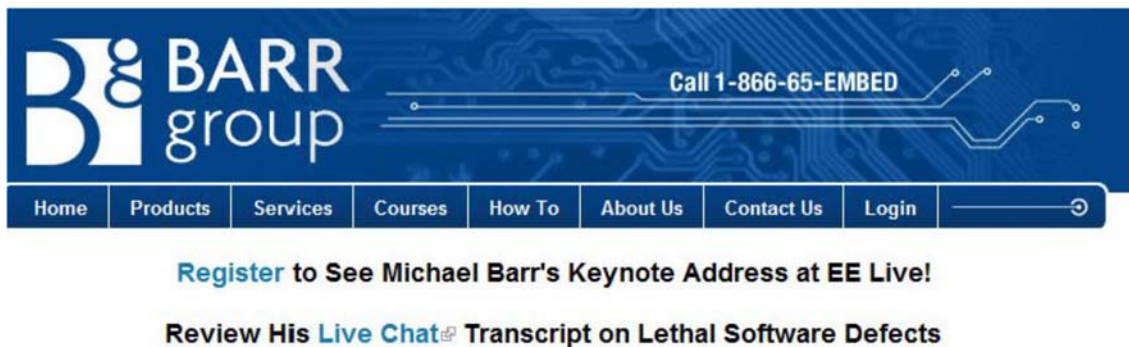 BARR
group
Call 1-866-65-EMBED
Home Products Services Courses How To About Us Contact Us Login
Register to See Michael Barr's Keynote Address at EE Live!
Review His Live Chat Transcript on Lethal Software Defects